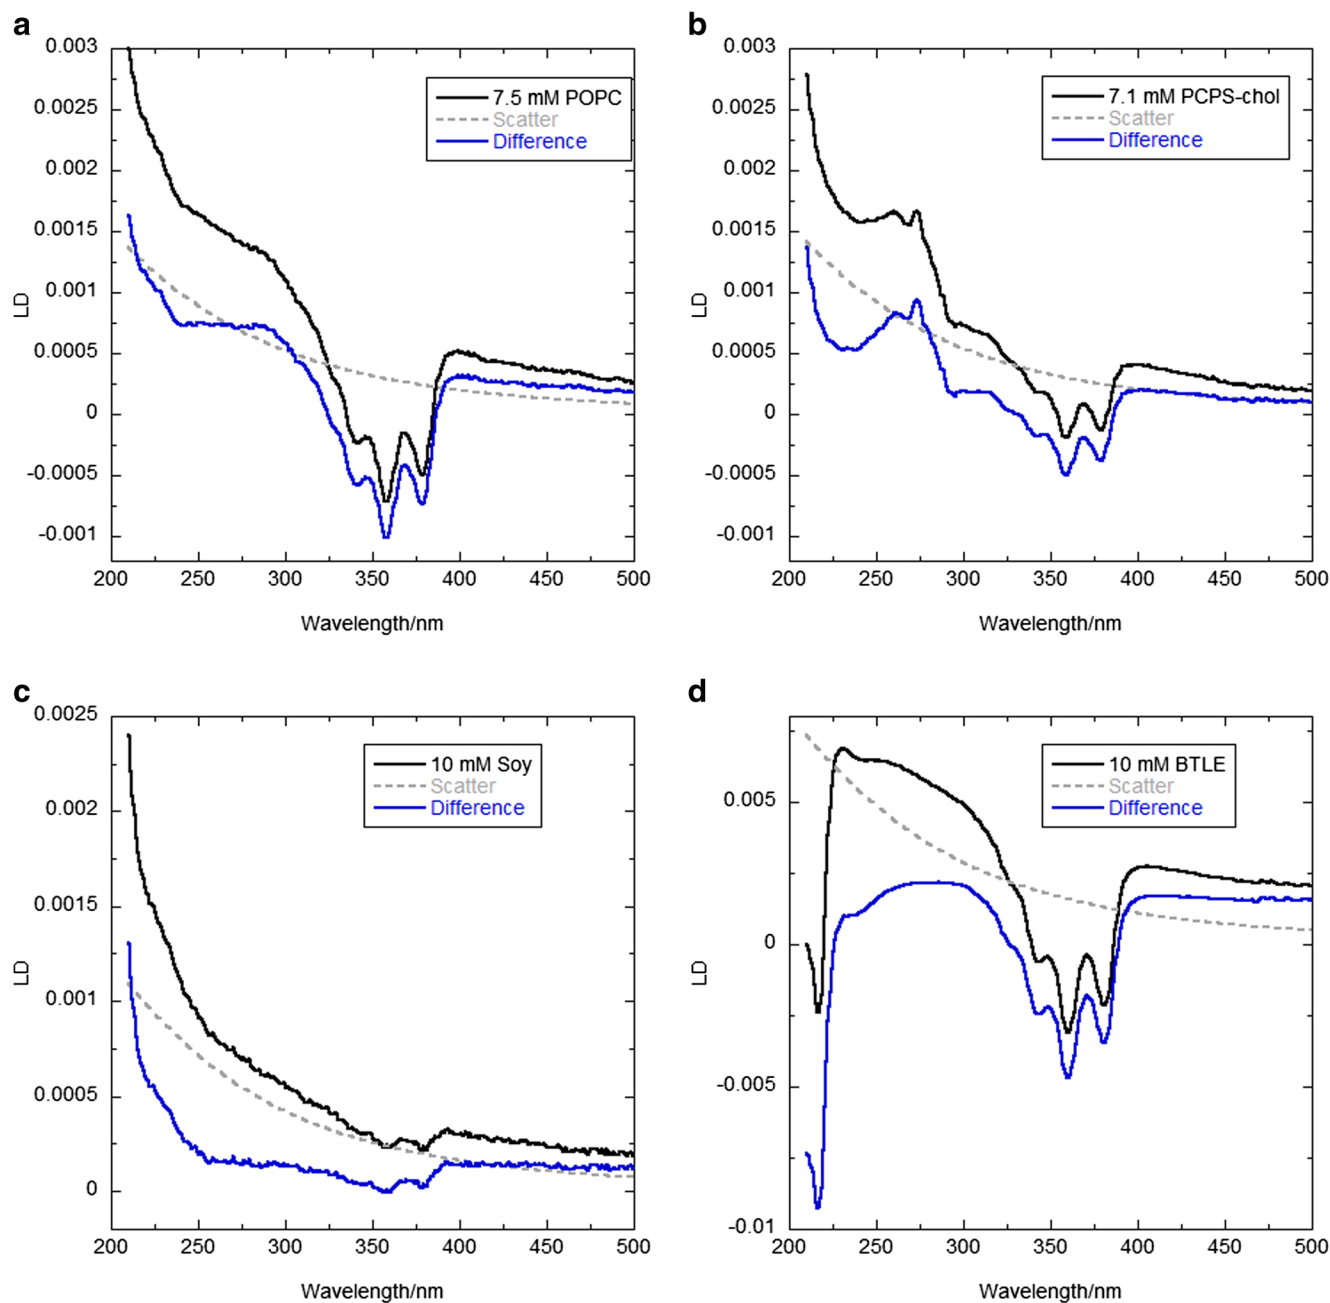 a
0.003
0.0025
0.002
0.0015
0.001
0.0005
0
-0.0005
-0.001
LD
7.5 mM POPC
Scatter
Difference
200 250 300 350 400 450 500
Wavelength/nm
b
0.003
0.0025
0.002
0.0015
0.001
0.0005
0
-0.0005
-0.001
LD
7.1 mM PCPS-chol
Scatter
Difference
200 250 300 350 400 450 500
Wavelength/nm
c
0.0025
0.002
0.0015
0.001
0.0005
0
LD
10 mM Soy
Scatter
Difference
200 250 300 350 400 450 500
Wavelength/nm
d
0.005
0
-0.005
-0.01
LD
10 mM BTLE
Scatter
Difference
200 250 300 350 400 450 500
Wavelength/nm